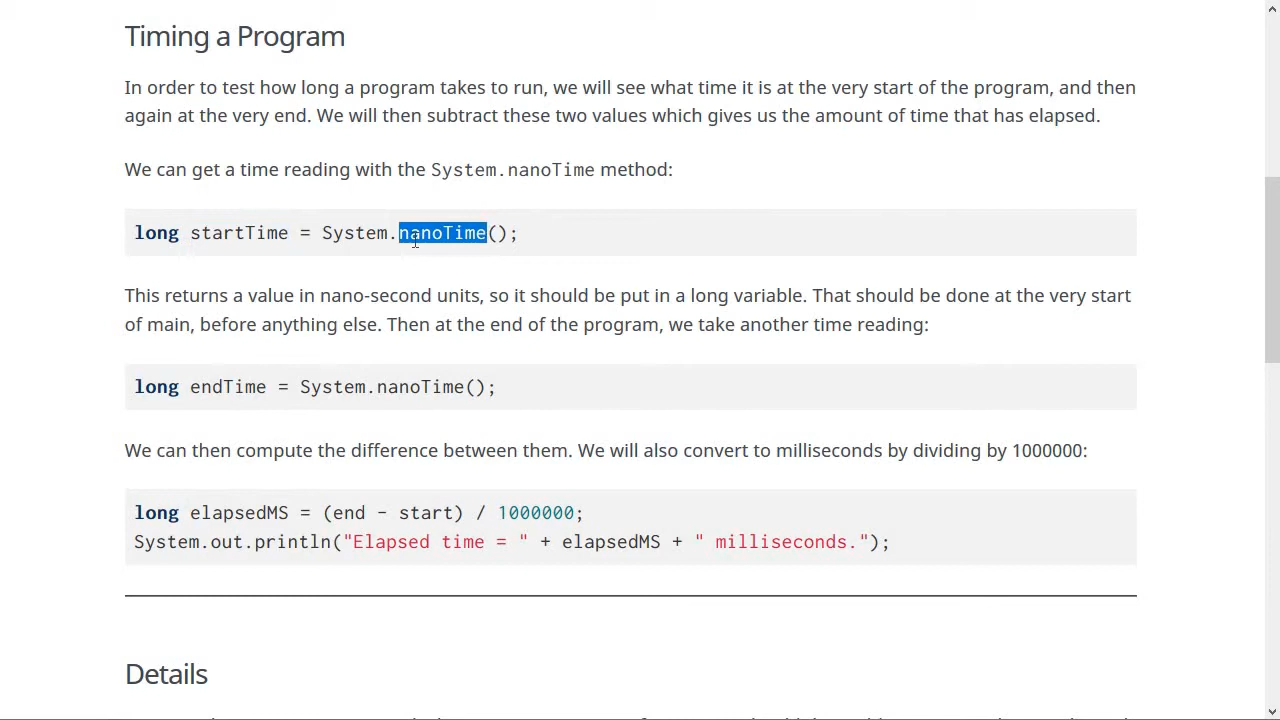 Timing a Program
In order to test how long a program takes to run, we will see what time it is at the very start of the program, and then
again at the very end. We will then subtract these two values which gives us the amount of time that has elapsed.
We can get a time reading with the System.nanoTime method:
long startTime = System.nanoTime();
This returns a value in nano-second units, so it should be put in a long variable. That should be done at the very start
of main, before anything else. Then at the end of the program, we take another time reading:
long endTime = System.nanoTime();
We can then compute the difference between them. We will also convert to milliseconds by dividing by 1000000:
long elapsedMS = (end - start) / 1000000;
System.out.println("Elapsed time = " + elapsedMS + " milliseconds.");
Details